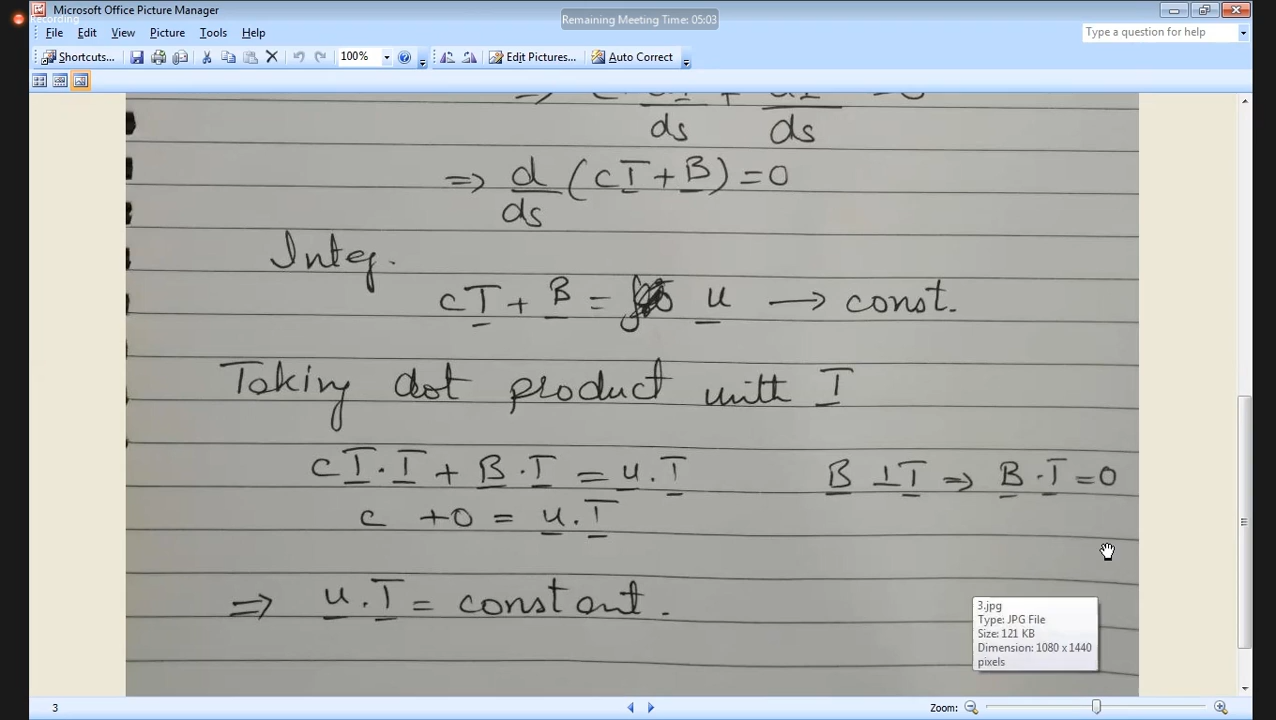 Recording
Microsoft Office Picture Manager
Remaining Meeting Time: 05:03
File Edit View Picture Tools Help
Type a question for help
Shortcuts... 100% Edit Pictures... Auto Correct
ds ds
=> d/ds (cT + B) = 0
Integ.
cT + B = u → const.
Taking dot product with T
cT.T + B.T = u.T B ⊥ T => B.T = 0
c + 0 = u.T
=> u.T = constant.
3.jpg
Type: JPG File
Size: 121 KB
Dimension: 1080 x 1440
pixels
3 Zoom: